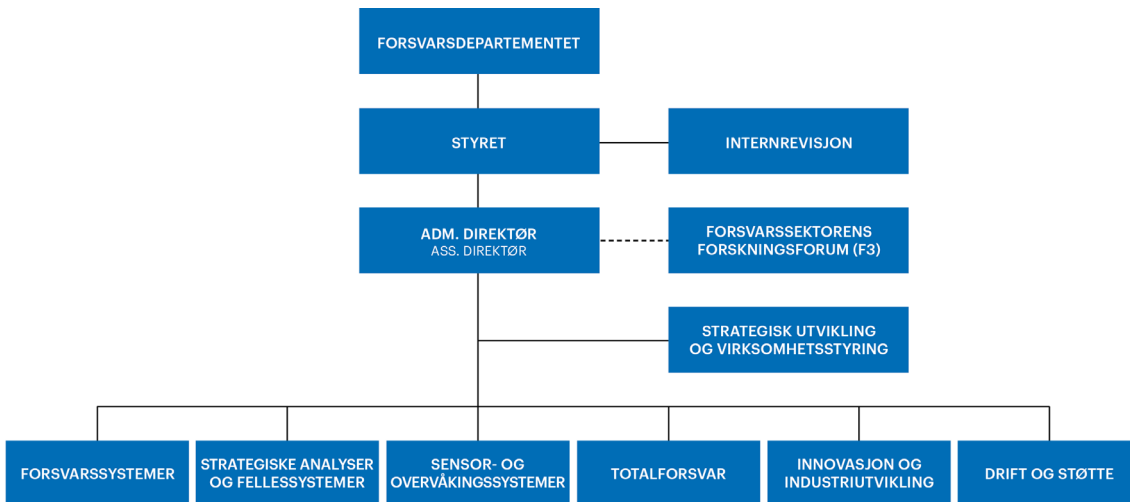 FORSVARSDEPARTEMENTET
STYRET
INTERNREVISJON
ADM. DIREKTØR
ASS. DIREKTØR
FORSVARSSEKTORENS
FORSKNINGSFORUM (F3)
STRATEGISK UTVIKLING
OG VIRKSOMHETSSTYRING
FORSVARSSYSTEMER
STRATEGISKE ANALYSER
OG FELLESSYSTEMER
SENSOR- OG
OVERVÅKINGSSYSTEMER
TOTALFORSVAR
INNOVASJON OG
INDUSTRIUTVIKLING
DRIFT OG STØTTE